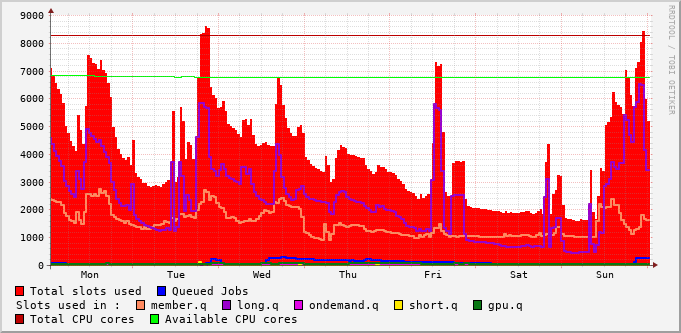 9000
8000
7000
6000
5000
4000
3000
2000
1000
0
Mon Tue Wed Thu Fri Sat Sun
RRDTOOL / TOBI OETIKER
Total slots used Queued Jobs
Slots used in : member.q long.q ondemand.q short.q gpu.q
Total CPU cores Available CPU cores